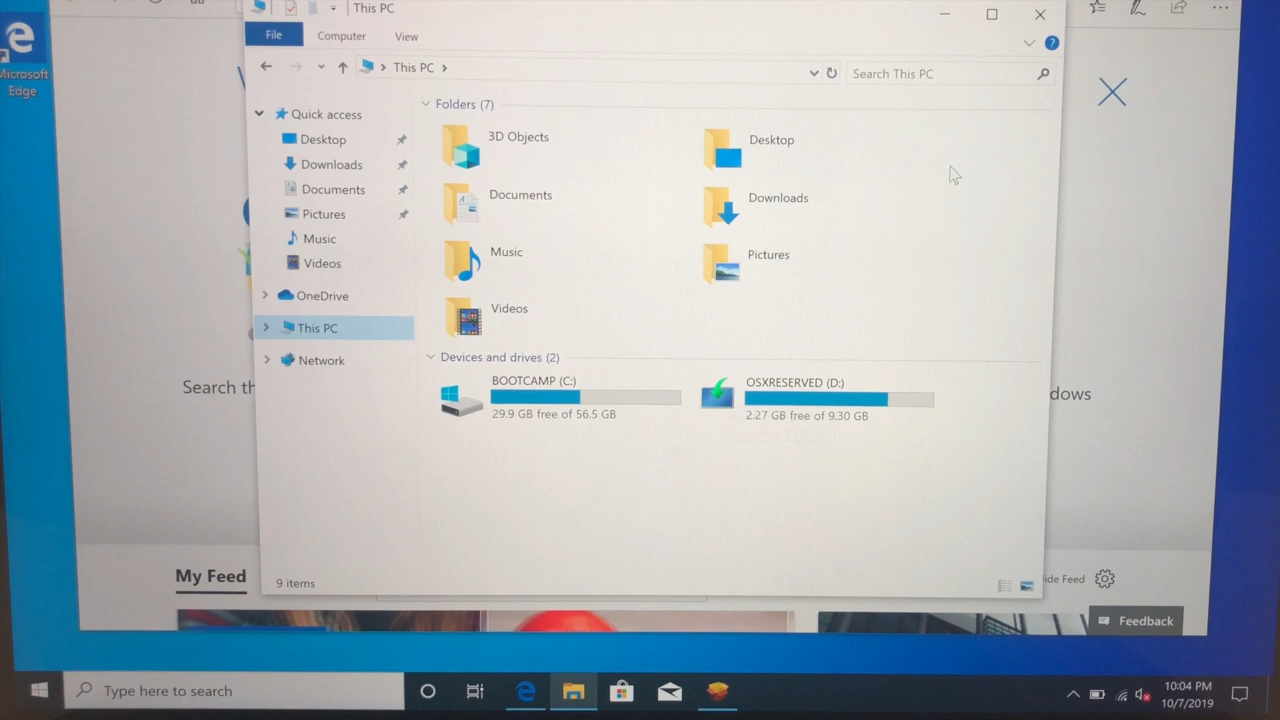 This PC
File
Computer
View
This PC
Search This PC
Microsoft
Edge
Quick access
Desktop
Downloads
Documents
Pictures
Music
Videos
OneDrive
This PC
Network
Folders (7)
3D Objects
Desktop
Documents
Downloads
Music
Pictures
Videos
Devices and drives (2)
BOOTCAMP (C:)
29.9 GB free of 56.5 GB
OSXRESERVED (D:)
2.27 GB free of 9.30 GB
9 items
Search th
dows
My Feed
ide Feed
Feedback
Type here to search
10:04 PM
10/7/2019